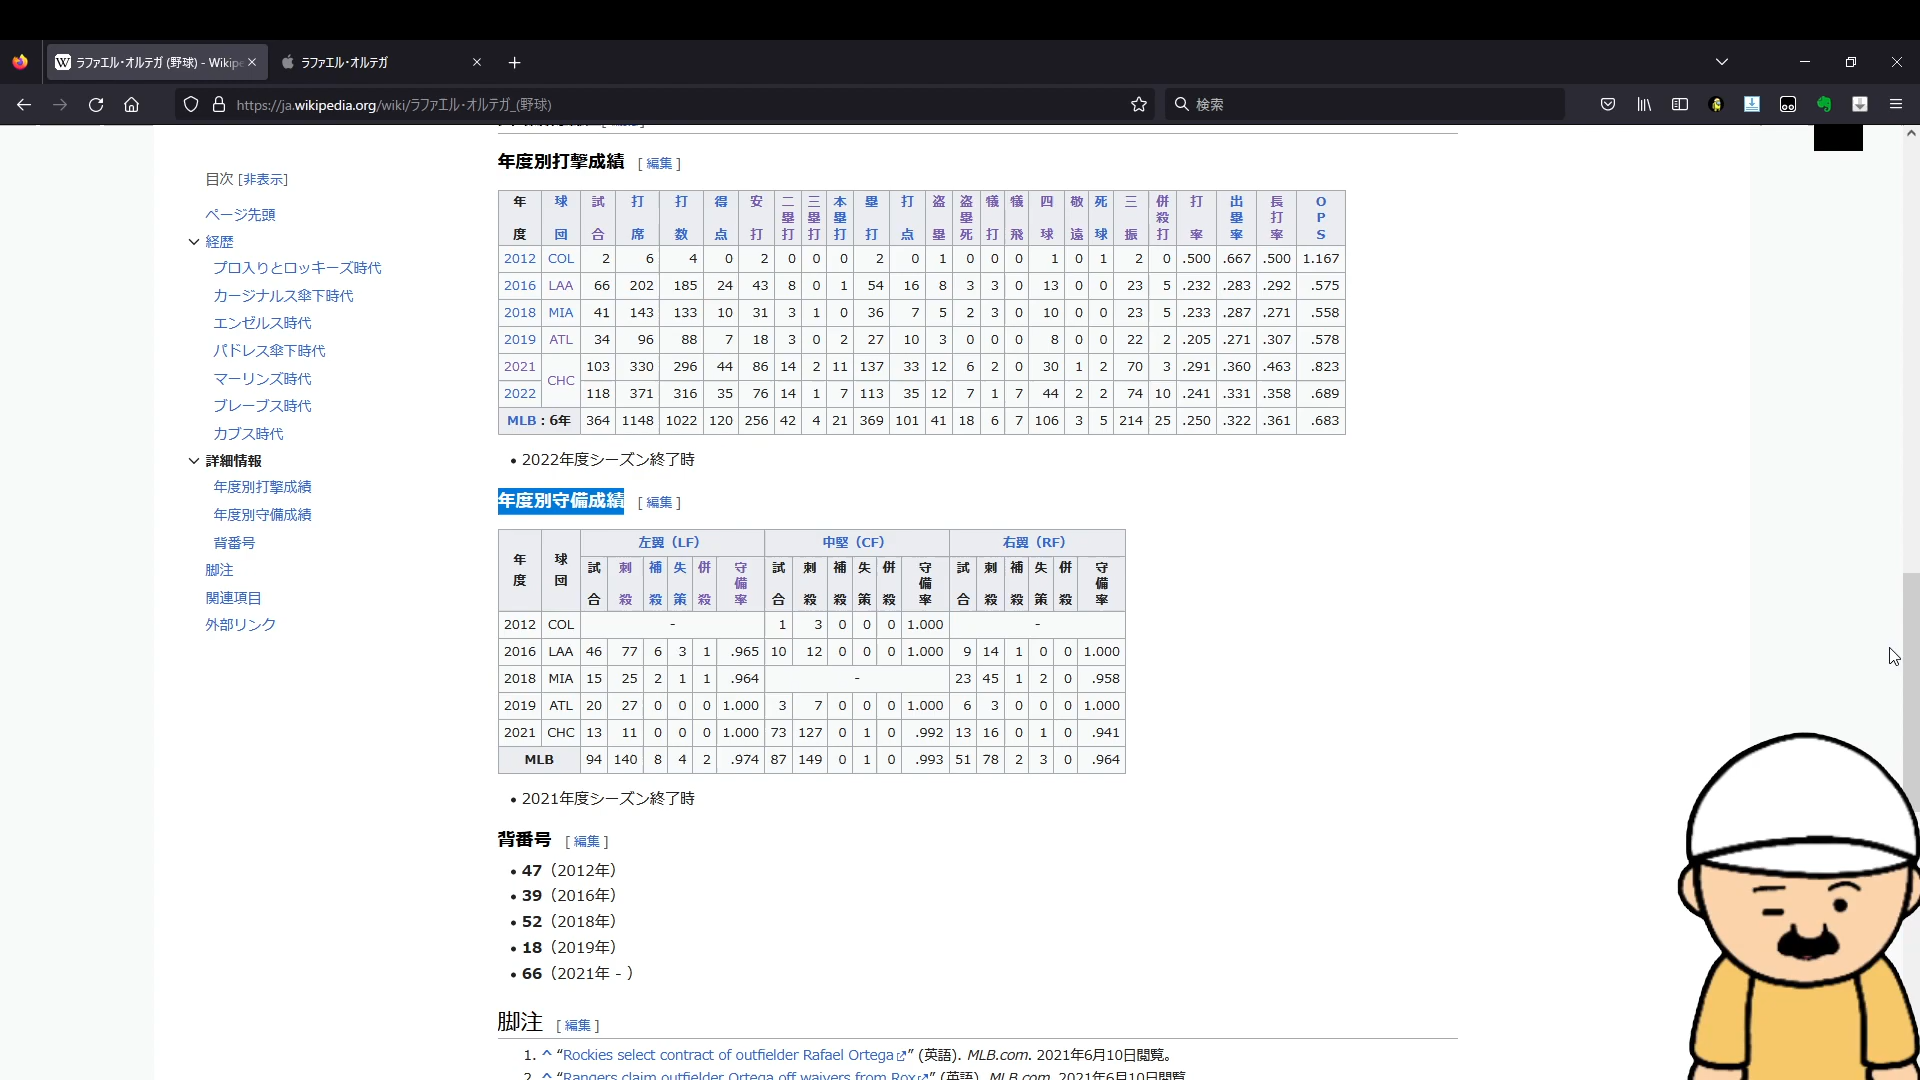 ラファエル・オルテガ (野球) - Wikipe
ラファエル・オルテガ
https://ja.wikipedia.org/wiki/ラファエル・オルテガ_(野球)
検索
目次 [非表示]
ページ先頭
経歴
プロ入りとロッキーズ時代
カージナルス傘下時代
エンゼルス時代
パドレス傘下時代
マーリンズ時代
ブレーブス時代
カブス時代
詳細情報
年度別打撃成績
年度別守備成績
背番号
脚注
関連項目
外部リンク
年度別打撃成績 [ 編集 ]
年度 球団 試合 打席 打数 得点 安打 二塁打 三塁打 本塁打 塁打 打点 盗塁 盗塁死 犠打 犠飛 四球 敬遠 死球 三振 併殺打 打率 出塁率 長打率 OPS
2012 COL 2 6 4 0 2 0 0 0 2 0 1 0 0 0 1 0 1 2 0 .500 .667 .500 1.167
2016 LAA 66 202 185 24 43 8 0 1 54 16 8 3 3 0 13 0 0 23 5 .232 .283 .292 .575
2018 MIA 41 143 133 10 31 3 1 0 36 7 5 2 3 0 10 0 0 23 5 .233 .287 .271 .558
2019 ATL 34 96 88 7 18 3 0 2 27 10 3 0 0 0 8 0 0 22 2 .205 .271 .307 .578
2021 CHC 103 330 296 44 86 14 2 11 137 33 12 6 2 0 30 1 2 70 3 .291 .360 .463 .823
2022 118 371 316 35 76 14 1 7 113 35 12 7 1 7 44 2 2 74 10 .241 .331 .358 .689
MLB：6年 364 1148 1022 120 256 42 4 21 369 101 41 18 6 7 106 3 5 214 25 .250 .322 .361 .683
• 2022年度シーズン終了時
年度別守備成績 [ 編集 ]
年度 球団 左翼（LF） 中堅（CF） 右翼（RF）
試合 刺殺 補殺 失策 併殺 守備率 試合 刺殺 補殺 失策 併殺 守備率 試合 刺殺 補殺 失策 併殺 守備率
2012 COL - 1 3 0 0 0 1.000 -
2016 LAA 46 77 6 3 1 .965 10 12 0 0 0 1.000 9 14 1 0 0 1.000
2018 MIA 15 25 2 1 1 .964 - 23 45 1 2 0 .958
2019 ATL 20 27 0 0 0 1.000 3 7 0 0 0 1.000 6 3 0 0 0 1.000
2021 CHC 13 11 0 0 0 1.000 73 127 0 1 0 .992 13 16 0 1 0 .941
MLB 94 140 8 4 2 .974 87 149 0 1 0 .993 51 78 2 3 0 .964
• 2021年度シーズン終了時
背番号 [ 編集 ]
• 47（2012年）
• 39（2016年）
• 52（2018年）
• 18（2019年）
• 66（2021年 - ）
脚注 [ 編集 ]
1. ^ “Rockies select contract of outfielder Rafael Ortega” (英語). MLB.com. 2021年6月10日閲覧。
2. ^ “Rangers claim outfielder Ortega off waivers from Rox” (英語). MLB.com. 2021年6月10日閲覧